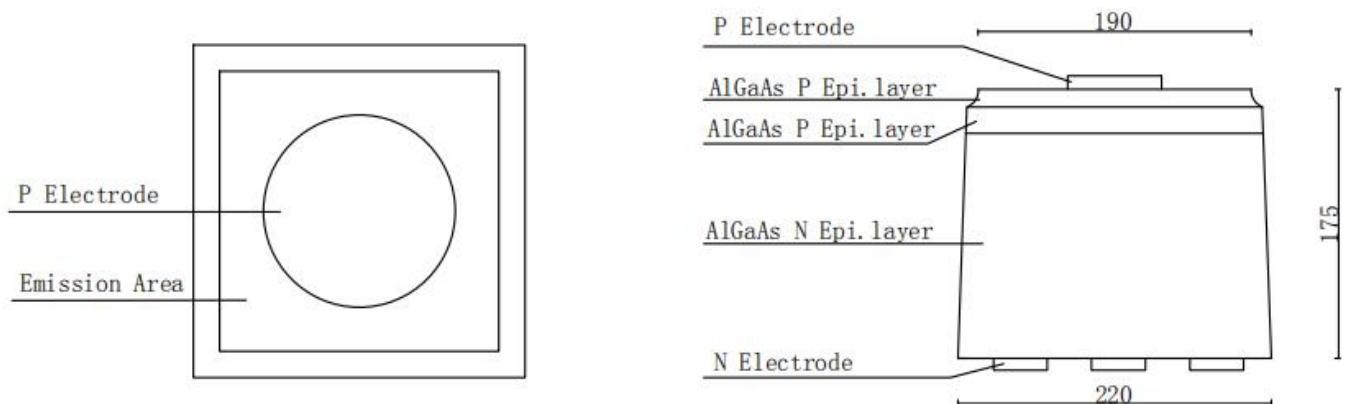 P Electrode
Emission Area
P Electrode
AlGaAs P Epi.layer
AlGaAs P Epi.layer
AlGaAs N Epi.layer
N Electrode
190
175
220